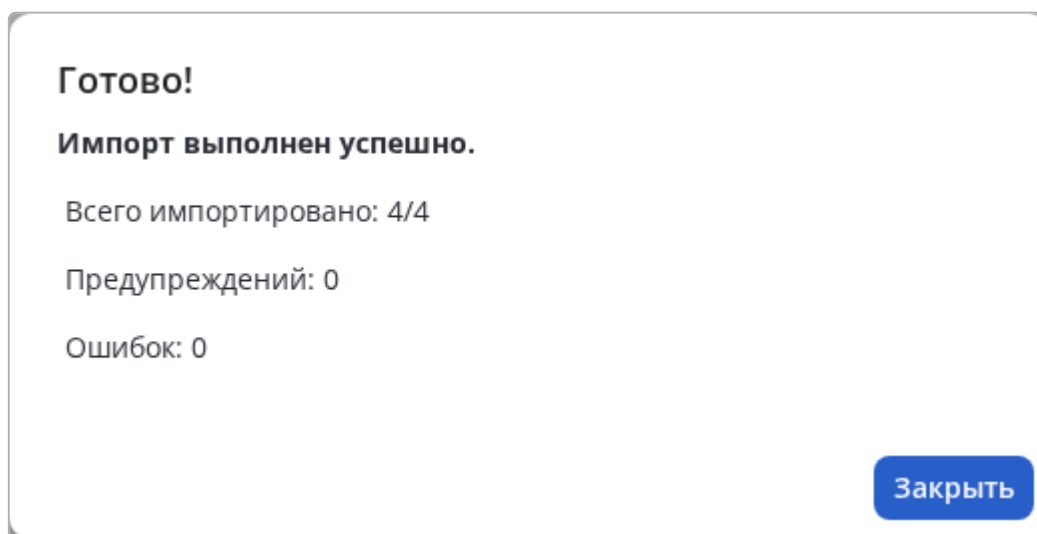 Готово!
Импорт выполнен успешно.
Всего импортировано: 4/4
Предупреждений: 0
Ошибок: 0
Закрыть